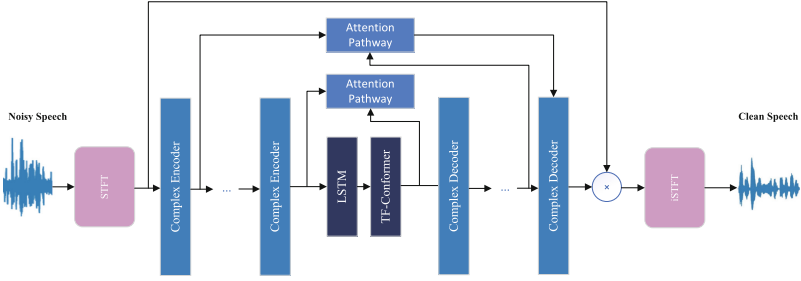 Noisy Speech
STFT
Complex Encoder
...
Complex Encoder
Attention
Pathway
Attention
Pathway
LSTM
TF-Conformer
Complex Decoder
...
Complex Decoder
×
iSTFT
Clean Speech